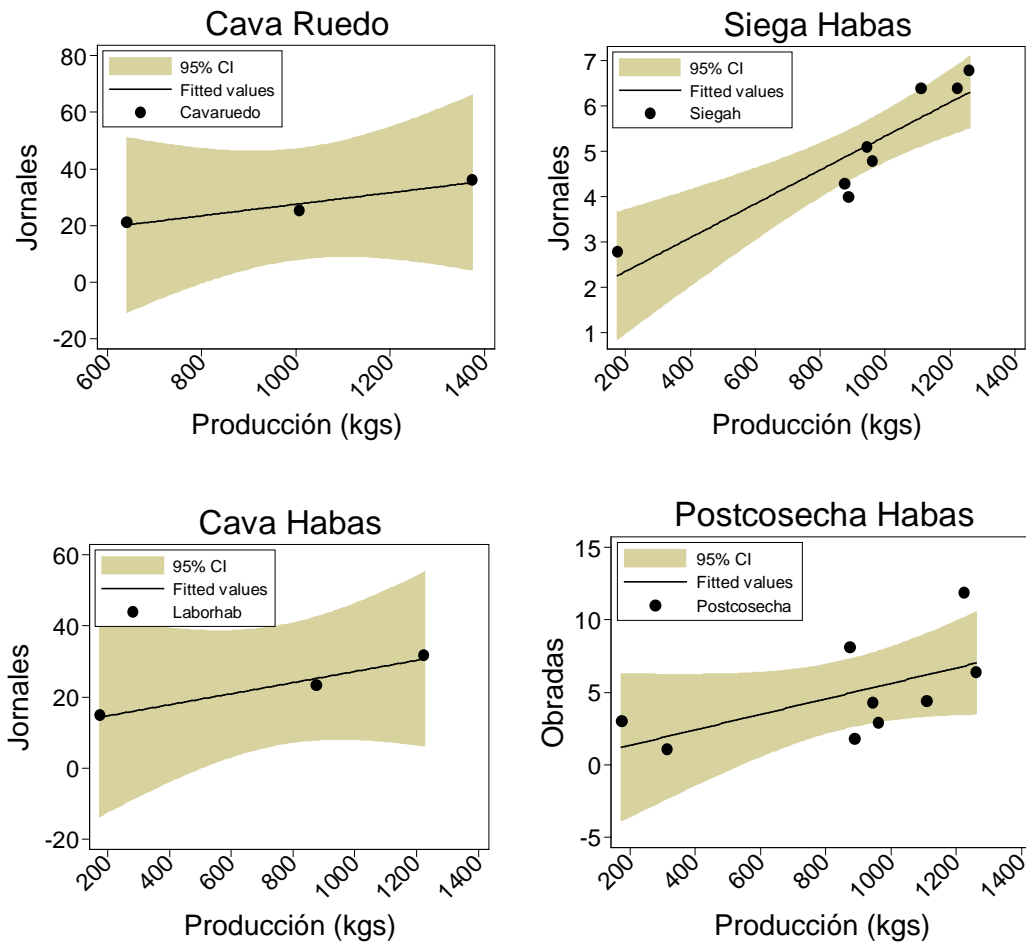 Cava Ruedo
80
60
40
20
0
-20
Jornales
95% CI
Fitted values
Cavaruedo
600
800
1000
1200
1400
Producción (kgs)
Siega Habas
7
6
5
4
3
2
1
Jornales
95% CI
Fitted values
Siegah
200
400
600
800
1000
1200
1400
Producción (kgs)
Cava Habas
60
40
20
0
-20
Jornales
95% CI
Fitted values
Laborhab
200
400
600
800
1000
1200
1400
Producción (kgs)
Postcosecha Habas
15
10
5
0
-5
Obradas
95% CI
Fitted values
Postcosecha
200
400
600
800
1000
1200
1400
Producción (kgs)